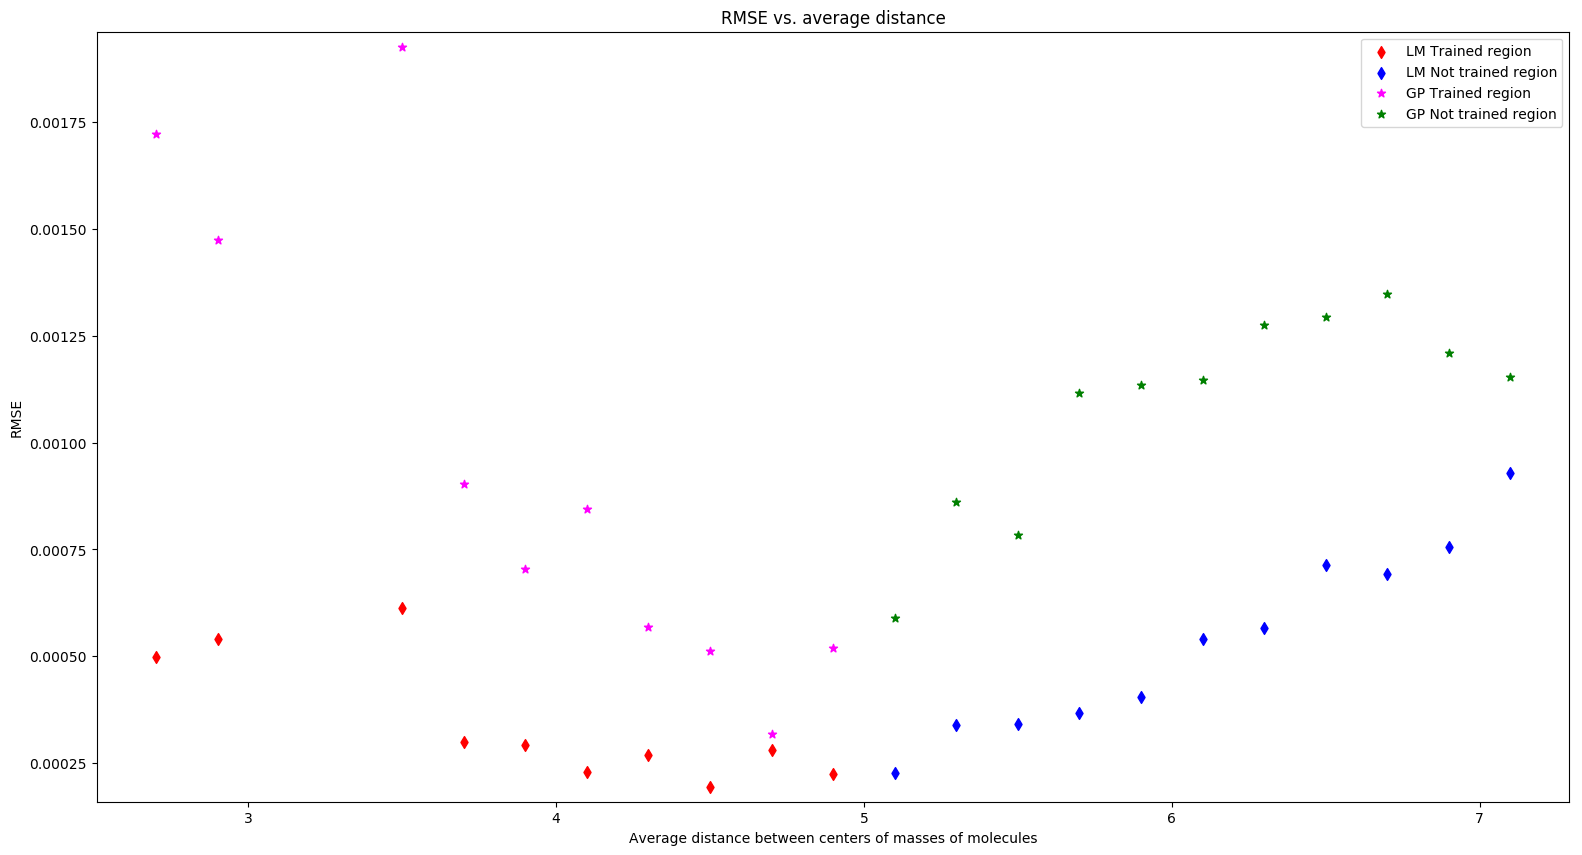 RMSE vs. average distance
LM Trained region
LM Not trained region
GP Trained region
GP Not trained region
RMSE
0.00175
0.00150
0.00125
0.00100
0.00075
0.00050
0.00025
3 4 5 6 7
Average distance between centers of masses of molecules